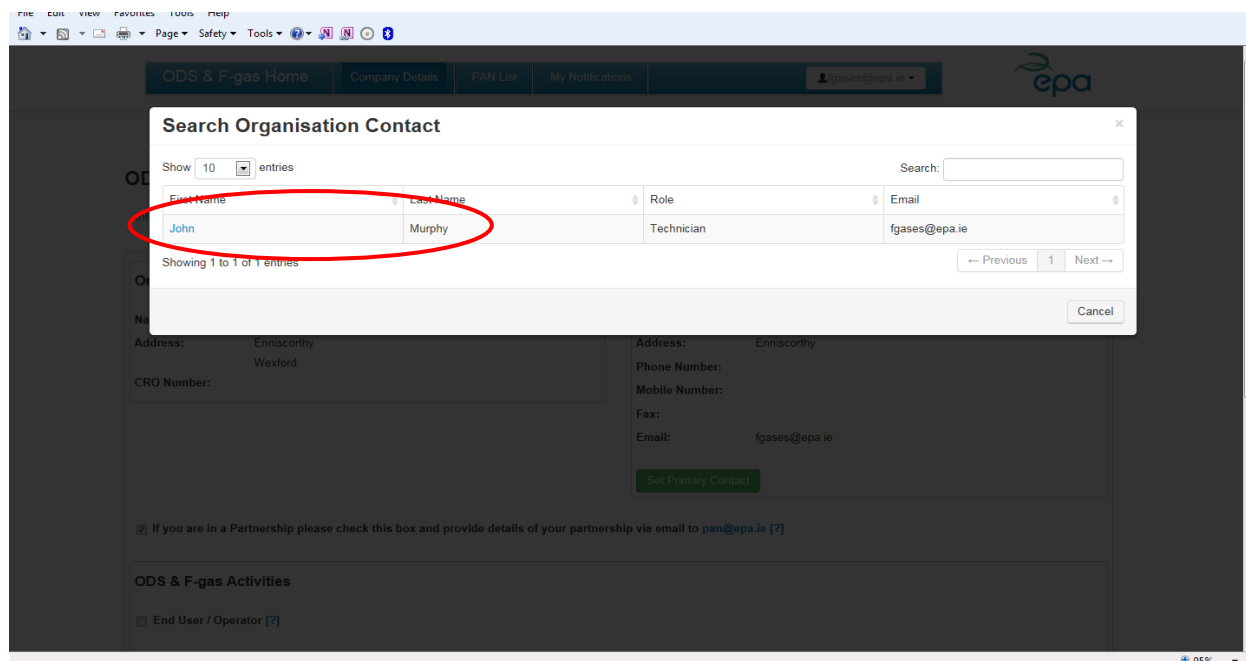 File Edit View Favorites Tools Help
Page Safety Tools
ODS & F-gas Home Company Details PAN List My Notifications fgases@epa.ie epa
Search Organisation Contact ×
Show 10 entries Search:
First Name Last Name Role Email
John Murphy Technician fgases@epa.ie
Showing 1 to 1 of 1 entries ← Previous 1 Next →
Cancel
Address: Enniscorthy Address: Enniscorthy
Wexford Phone Number:
CRO Number: Mobile Number:
Fax:
Email: fgases@epa.ie
Set Primary Contact
If you are in a Partnership please check this box and provide details of your partnership via email to pan@epa.ie [?]
ODS & F-gas Activities
End User / Operator [?]
95%